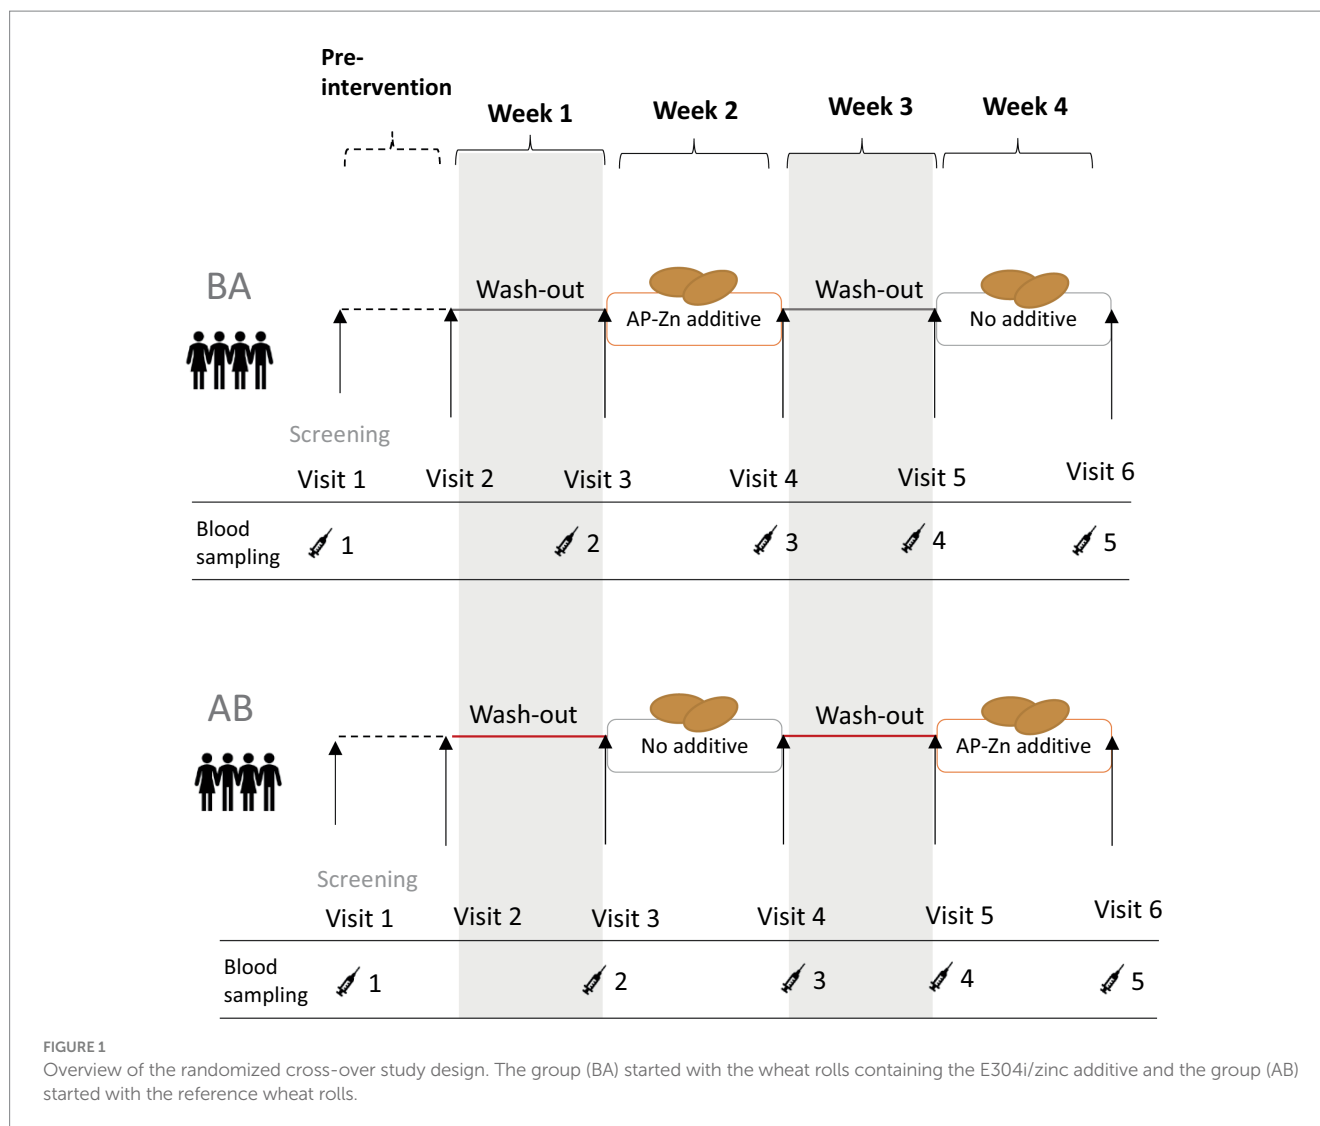 Pre-
intervention
Week 1
Week 2
Week 3
Week 4
BA
Wash-out
AP-Zn additive
Wash-out
No additive
Screening
Visit 1
Visit 2
Visit 3
Visit 4
Visit 5
Visit 6
Blood
sampling
1
2
3
4
5
AB
Wash-out
No additive
Wash-out
AP-Zn additive
Screening
Visit 1
Visit 2
Visit 3
Visit 4
Visit 5
Visit 6
Blood
sampling
1
2
3
4
5
FIGURE 1
Overview of the randomized cross-over study design. The group (BA) started with the wheat rolls containing the E304i/zinc additive and the group (AB)
started with the reference wheat rolls.